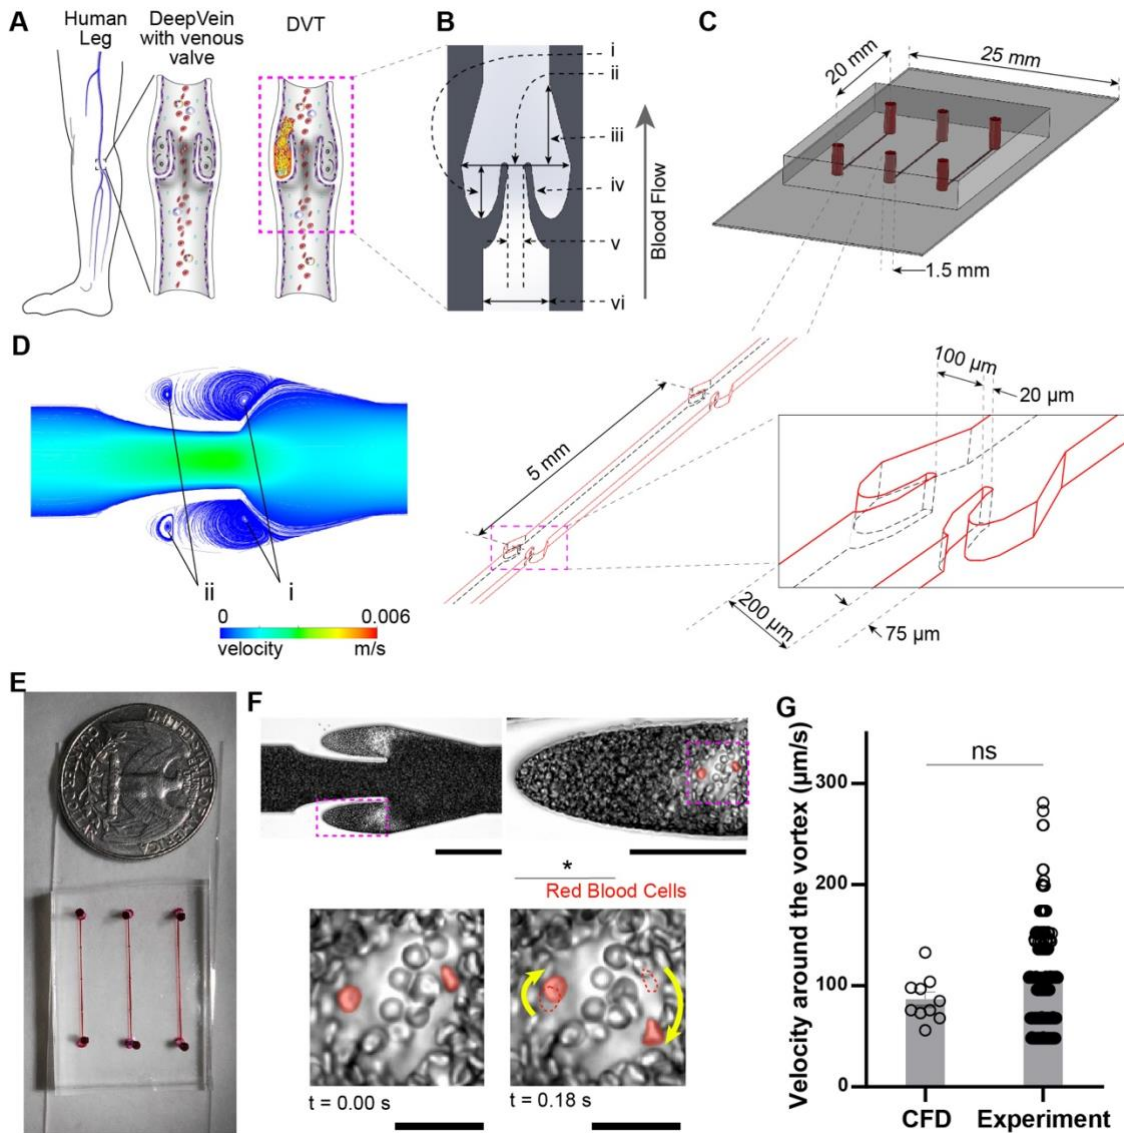 A
Human
Leg
DeepVein
with venous
valve
DVT
B
i
ii
iii
iv
v
vi
Blood Flow
C
20 mm
25 mm
1.5 mm
D
ii
i
0
0.006
velocity
m/s
5 mm
100 µm
20 µm
200 µm
75 µm
E
F
*
Red Blood Cells
t = 0.00 s
t = 0.18 s
G
ns
Velocity around the vortex (µm/s)
300
200
100
0
CFD
Experiment